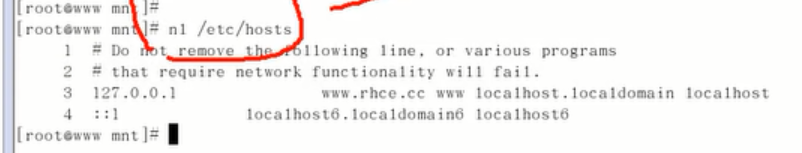 [root@www mnt]#
[root@www mnt]# nl /etc/hosts
1 # Do not remove the following line, or various programs
2 # that require network functionality will fail.
3 127.0.0.1 www.rhce.cc www localhost.localdomain localhost
4 ::1 localhost6.localdomain6 localhost6
[root@www mnt]#